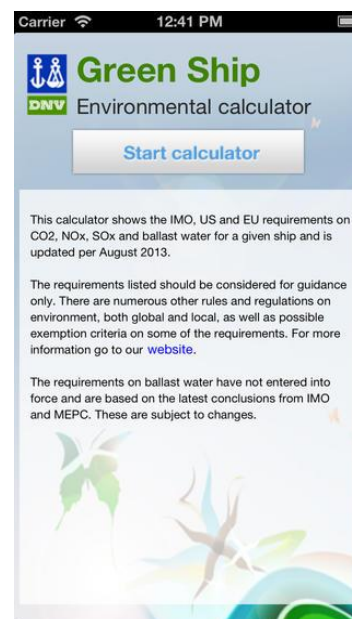 Carrier 12:41 PM
Green Ship
DNV Environmental calculator
Start calculator
This calculator shows the IMO, US and EU requirements on
CO2, NOx, SOx and ballast water for a given ship and is
updated per August 2013.
The requirements listed should be considered for guidance
only. There are numerous other rules and regulations on
environment, both global and local, as well as possible
exemption criteria on some of the requirements. For more
information go to our website.
The requirements on ballast water have not entered into
force and are based on the latest conclusions from IMO
and MEPC. These are subject to changes.